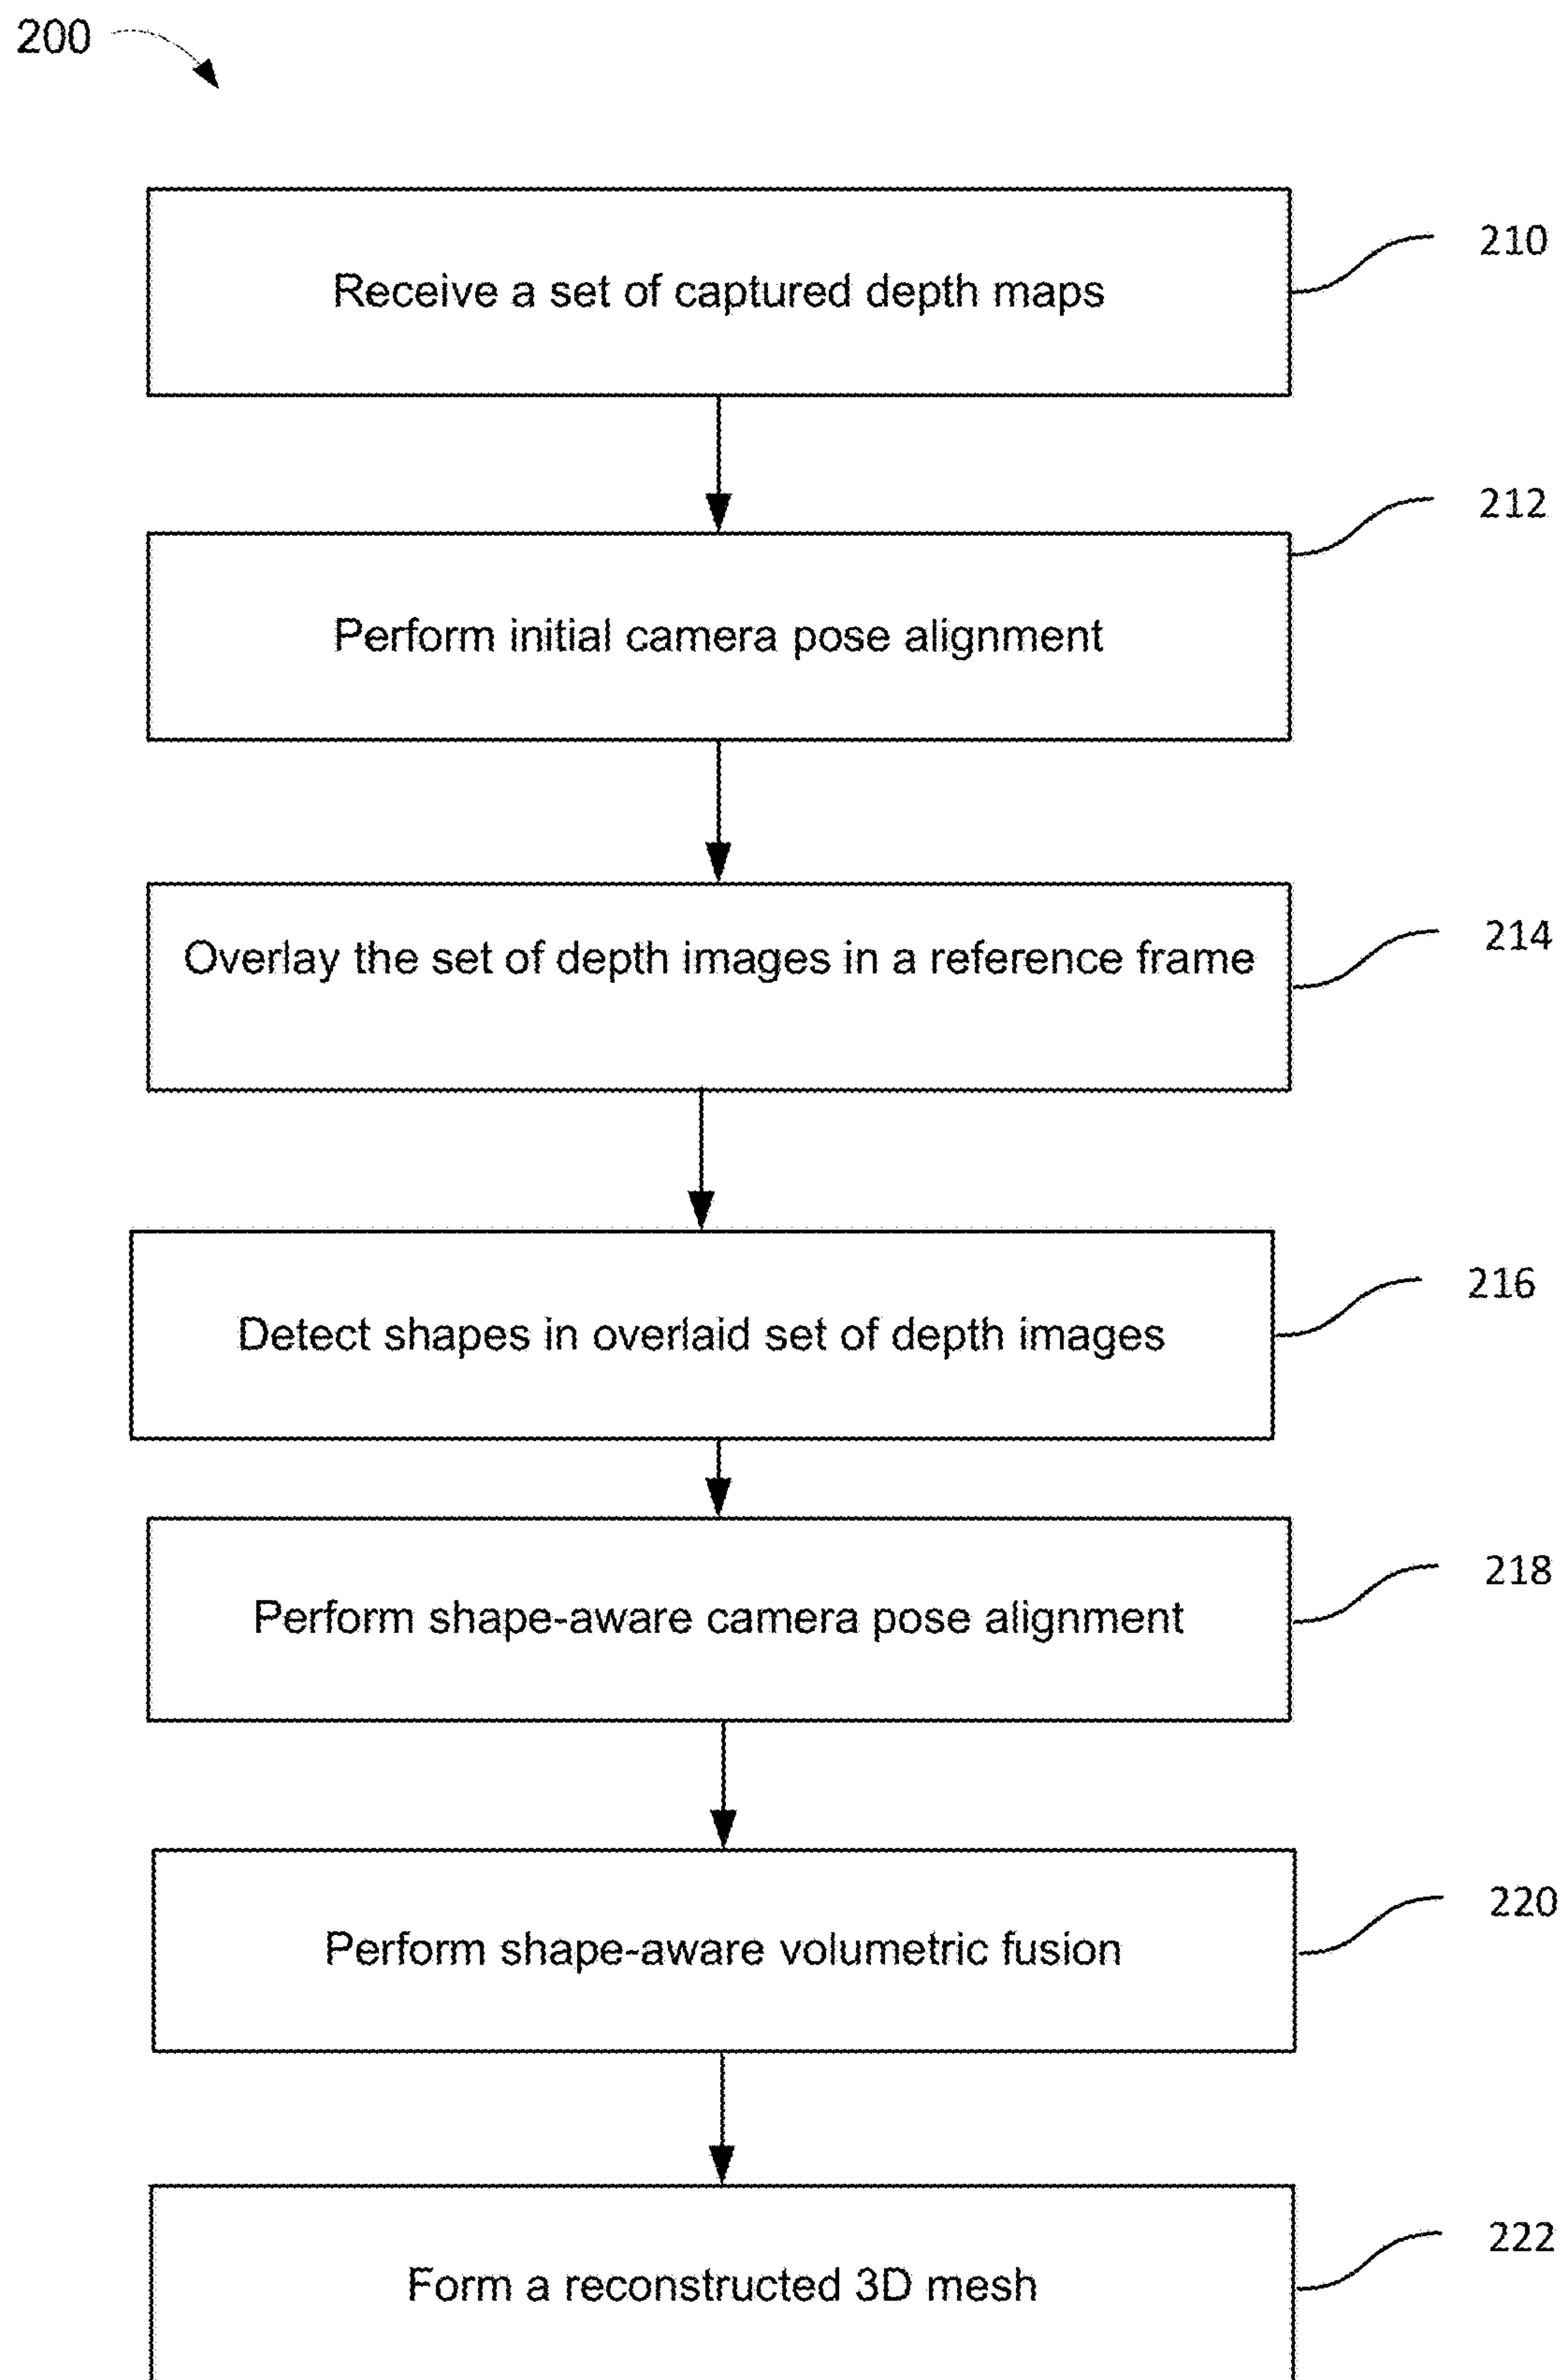 200
Receive a set of captured depth maps
210
Perform initial camera pose alignment
212
Overlay the set of depth images in a reference frame
214
Detect shapes in overlaid set of depth images
216
Perform shape-aware camera pose alignment
218
Perform shape-aware volumetric fusion
220
Form a reconstructed 3D mesh
222